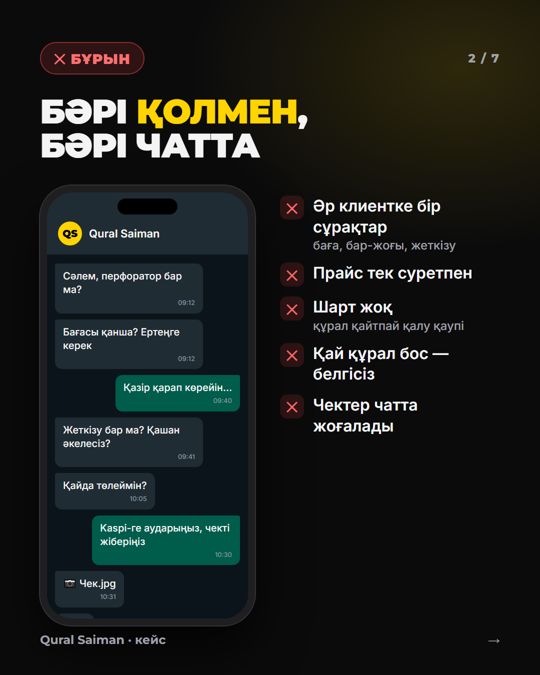 × БҰРЫН
2 / 7
БӘРІ ҚОЛМЕН,
БӘРІ ЧАТТА
QS
Qural Saiman
Сәлем, перфоратор бар
ма?
09:12
Бағасы қанша? Ертеңге
керек
09:12
Қазір қарап көрейін...
09:40
Жеткізу бар ма? Қашан
әкелесіз?
09:41
Қайда төлеймін?
10:05
Kaspi-ге аударыңыз, чекті
жіберіңіз
10:30
📷 Чек.jpg
10:31
Әр клиентке бір
сұрақтар
баға, бар-жоғы, жеткізу
Прайс тек суретпен
Шарт жоқ
құрал қайтпай қалу қаупі
Қай құрал бос —
белгісіз
Чектер чатта
жоғалады
Qural Saiman · кейс
→